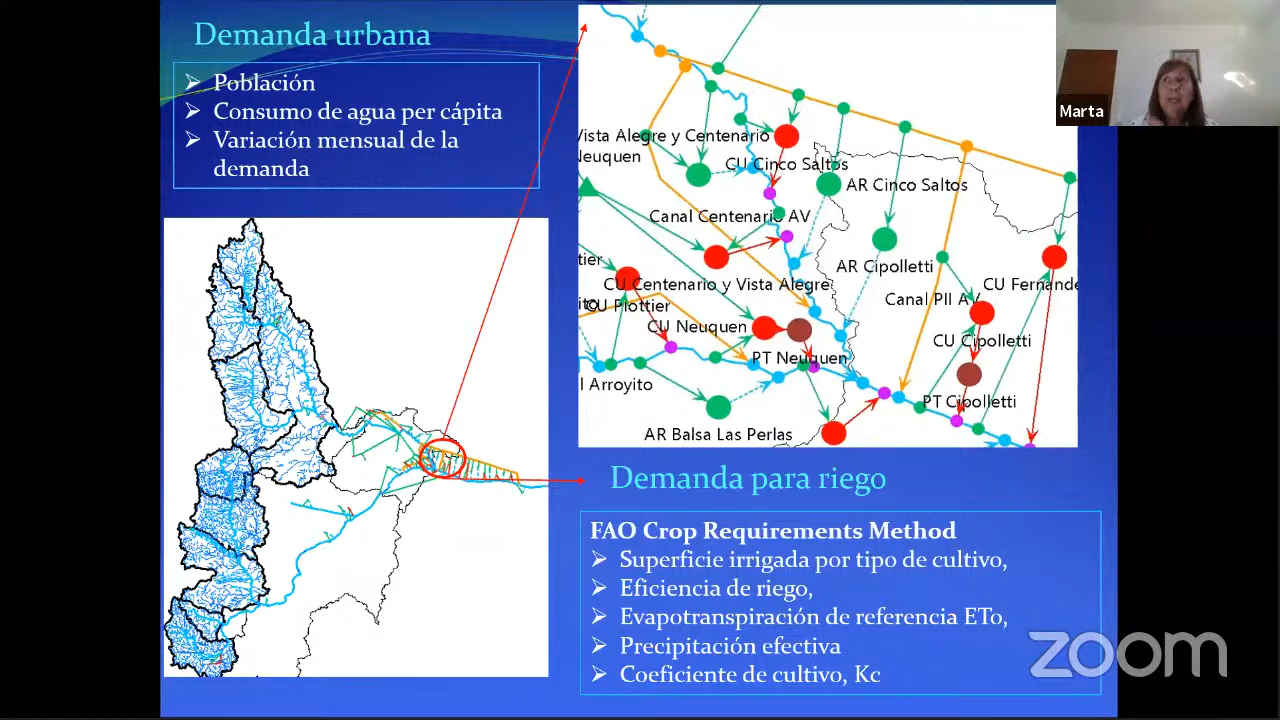 Demanda urbana
Población
Consumo de agua per cápita
Variación mensual de la
demanda
Marta
Vista Alegre y Centenario
Neuquen
CU Cinco Saltos
AR Cinco Saltos
Canal Centenario AV
AR Cipolletti
CU Centenario y Vista Alegre
CU Plottier
Canal PII A
CU Neuquen
CU Cipolletti
PT Neuquen
Arroyito
PT Cipolletti
AR Balsa Las Perlas
Demanda para riego
FAO Crop Requirements Method
Superficie irrigada por tipo de cultivo,
Eficiencia de riego,
Evapotranspiración de referencia ETo,
Precipitación efectiva
Coeficiente de cultivo, Kc
zoom